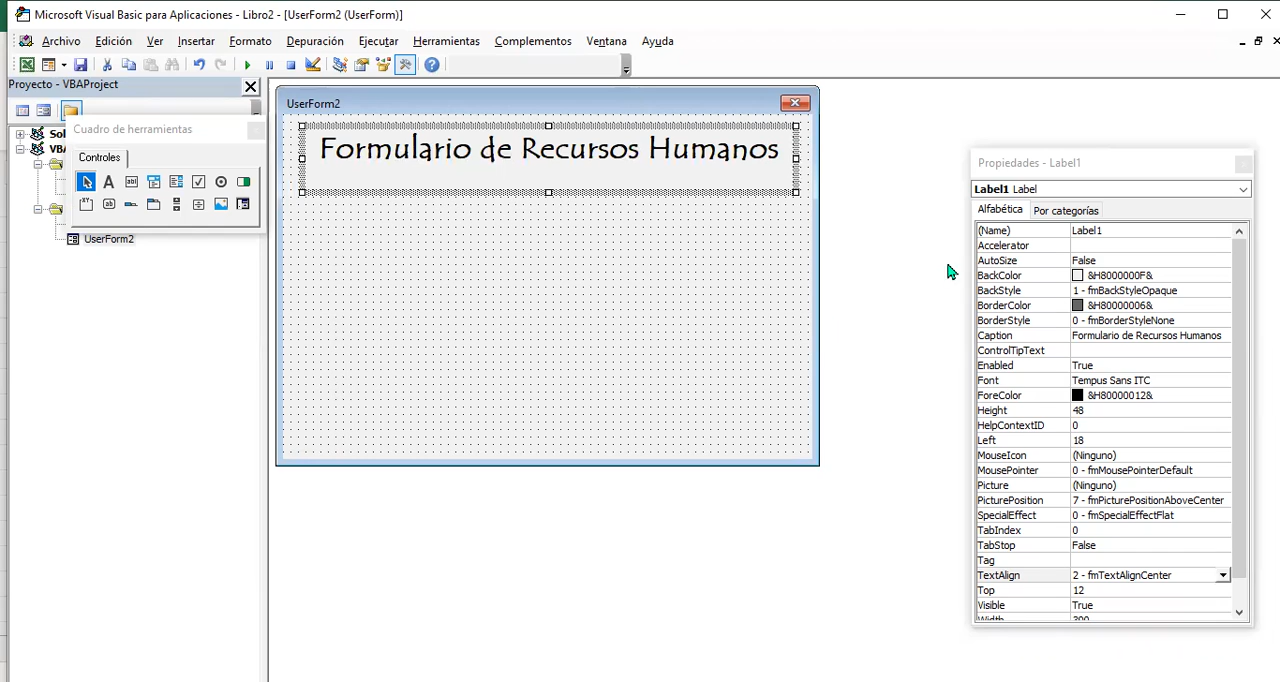 Microsoft Visual Basic para Aplicaciones - Libro2 - [UserForm2 (UserForm)]
Archivo Edición Ver Insertar Formato Depuración Ejecutar Herramientas Complementos Ventana Ayuda
Proyecto - VBAProject
Sol
VBA
UserForm2
Cuadro de herramientas
Controles
UserForm2
Formulario de Recursos Humanos
Propiedades - Label1
Label1 Label
Alfabética Por categorías
(Name) Label1
Accelerator
AutoSize False
BackColor &H8000000F&
BackStyle 1 - fmBackStyleOpaque
BorderColor &H80000006&
BorderStyle 0 - fmBorderStyleNone
Caption Formulario de Recursos Humanos
ControlTipText
Enabled True
Font Tempus Sans ITC
ForeColor &H80000012&
Height 48
HelpContextID 0
Left 18
MouseIcon (Ninguno)
MousePointer 0 - fmMousePointerDefault
Picture (Ninguno)
PicturePosition 7 - fmPicturePositionAboveCenter
SpecialEffect 0 - fmSpecialEffectFlat
TabIndex 0
TabStop False
Tag
TextAlign 2 - fmTextAlignCenter
Top 12
Visible True
Width